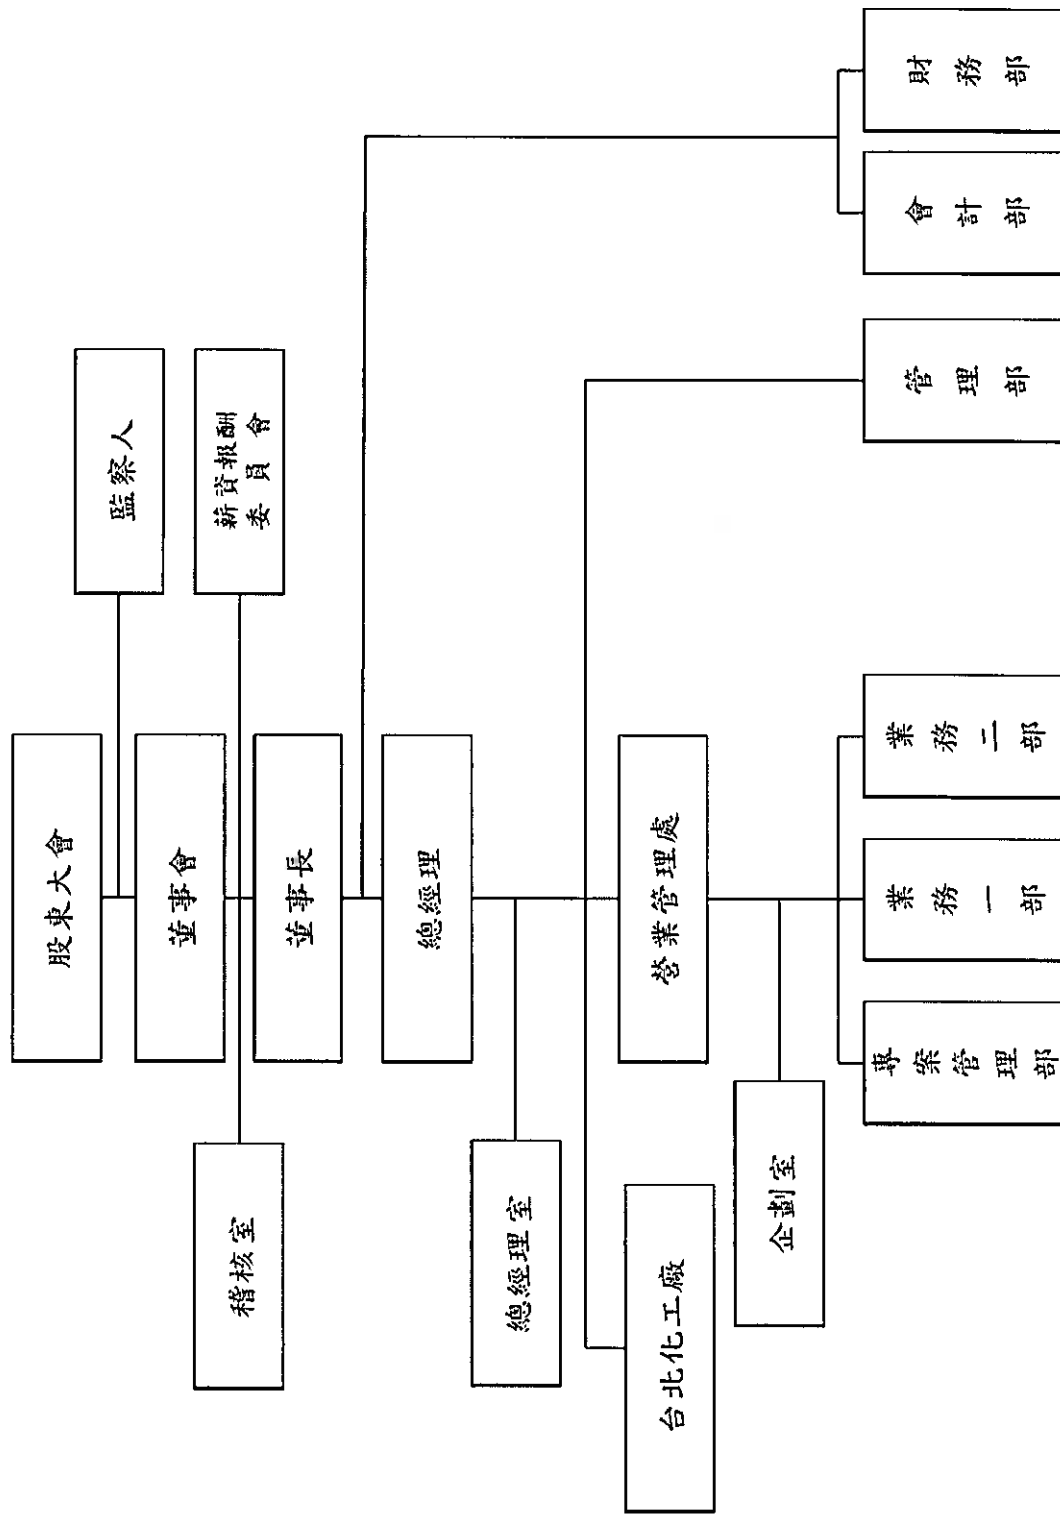 股東大會
監察人
董事會
稽核室
薪資報酬
委員會
董事長
總經理
總經理室
台北化工廠
營業管理處
企劃室
專案管理部
業務一部
業務二部
管理部
會計部
財務部